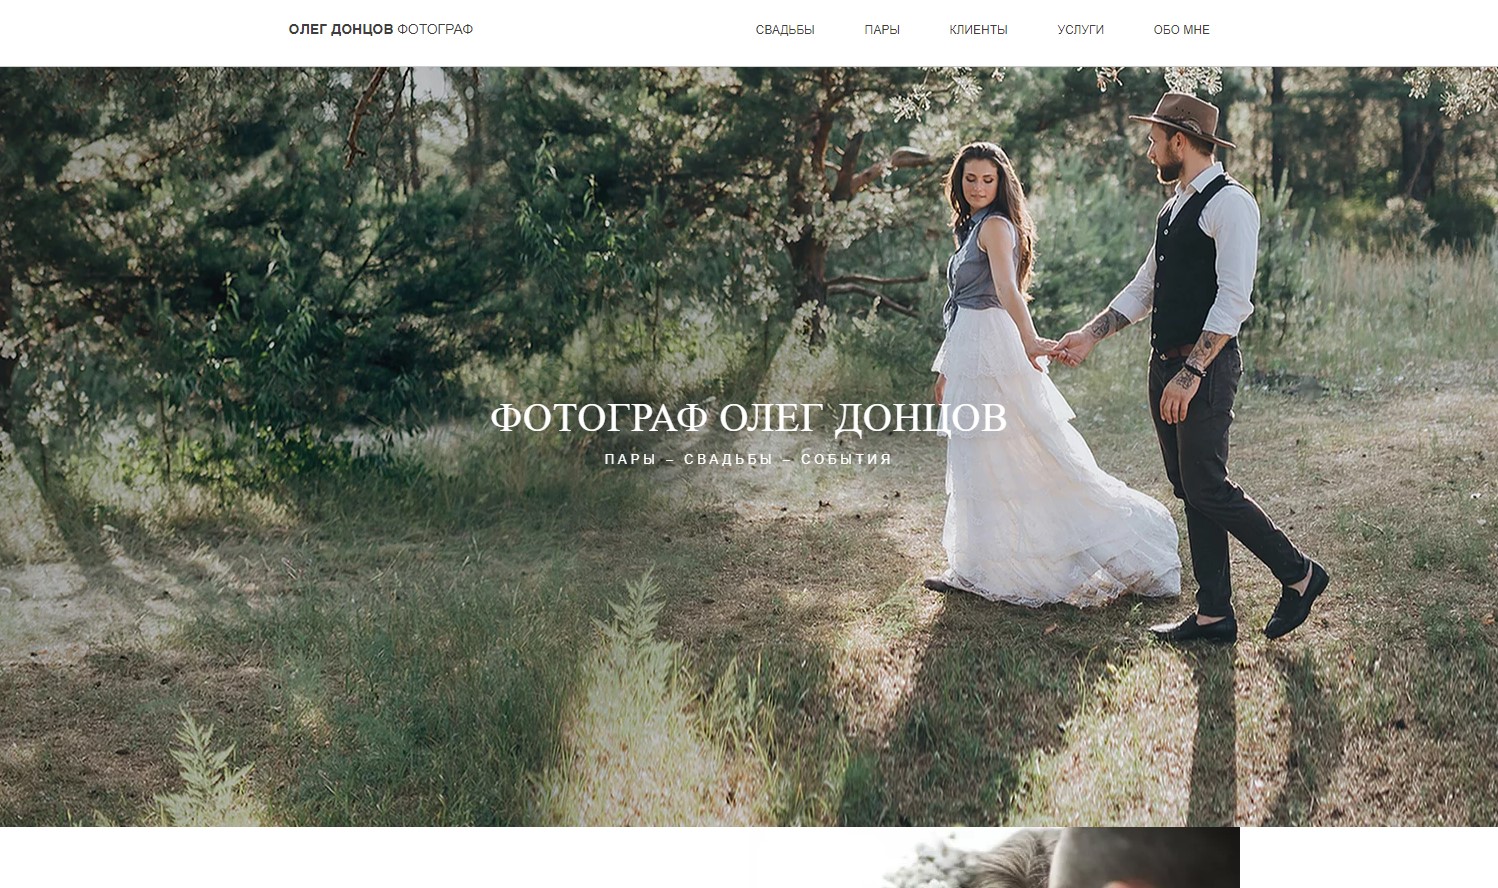 ОЛЕГ ДОНЦОВ ФОТОГРАФ
СВАДЬБЫ ПАРЫ КЛИЕНТЫ УСЛУГИ ОБО МНЕ
ФОТОГРАФ ОЛЕГ ДОНЦОВ
ПАРЫ – СВАДЬБЫ – СОБЫТИЯ